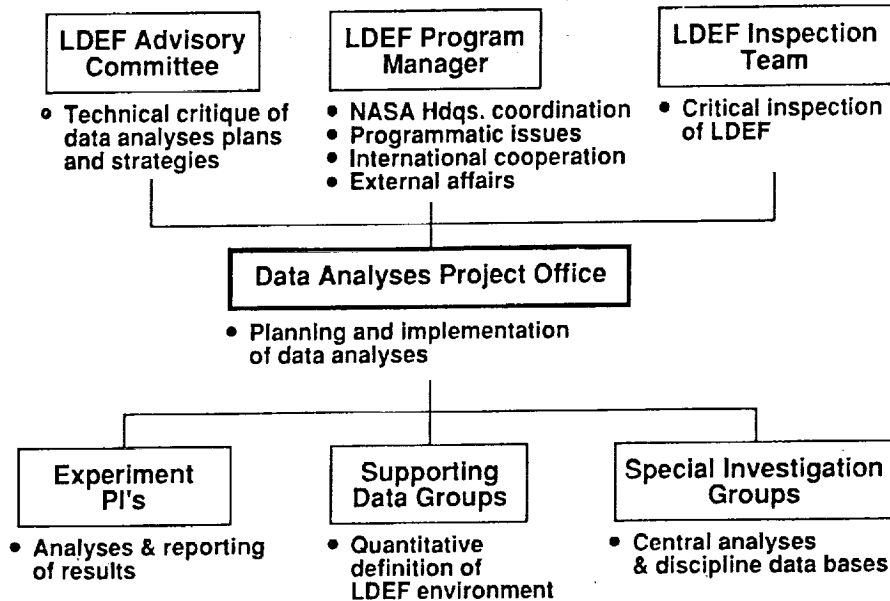 LDEF Advisory
Committee
• Technical critique of
data analyses plans
and strategies
LDEF Program
Manager
• NASA Hdqs. coordination
• Programmatic issues
• International cooperation
• External affairs
LDEF Inspection
Team
• Critical inspection
of LDEF
Data Analyses Project Office
• Planning and implementation
of data analyses
Experiment
PI's
• Analyses & reporting
of results
Supporting
Data Groups
• Quantitative
definition of
LDEF environment
Special Investigation
Groups
• Central analyses
& discipline data bases